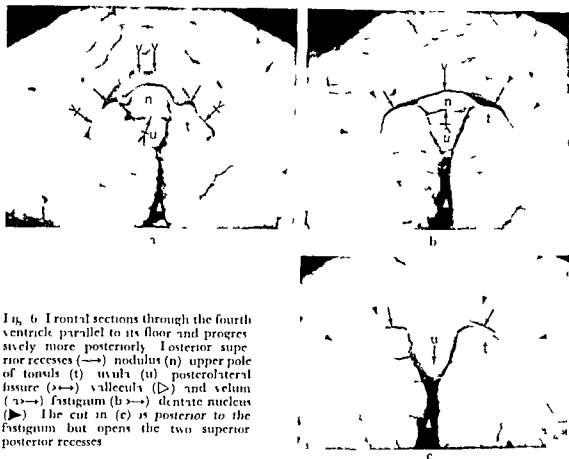 n
u
t
a
n
u
t
b
u
t
c
Fig 6 Frontal sections through the fourth
ventricle parallel to its floor and progres
sively more posteriorly Posterior supe
rior recesses (⟶) nodulus (n) upper pole
of tonsils (t) uvula (u) posterolateral
fissure (>↦) vallecula (▷) and velum
(a>→) fastigium (b>→) dentate nucleus
(▶) The cut in (c) is posterior to the
fastigium but opens the two superior
posterior recesses